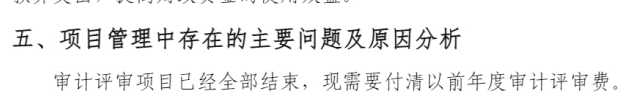 五、项目管理中存在的主要问题及原因分析
审计评审项目已经全部结束，现需要付清以前年度审计评审费。